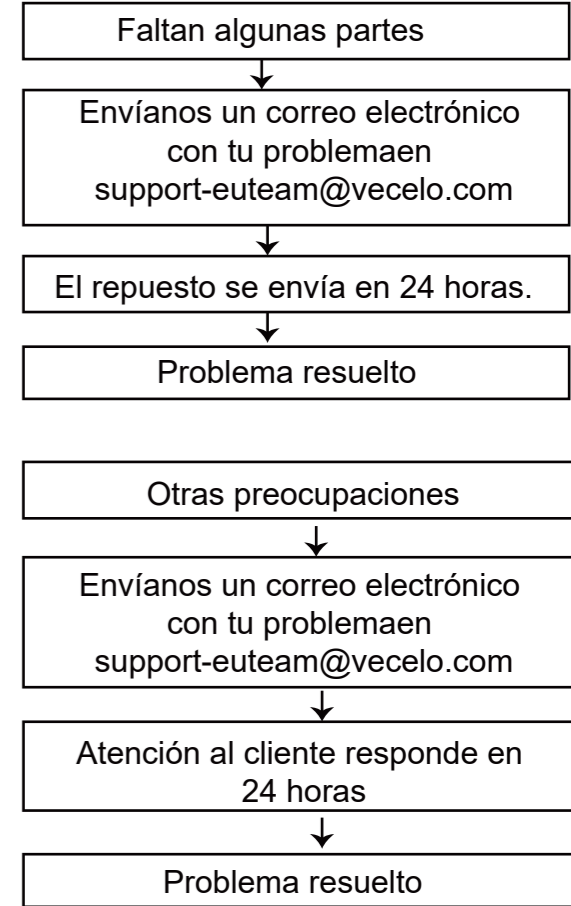 Faltan algunas partes
Envíanos un correo electrónico
con tu problemaen
support-euteam@vecelo.com
El repuesto se envía en 24 horas.
Problema resuelto
Otras preocupaciones
Envíanos un correo electrónico
con tu problemaen
support-euteam@vecelo.com
Atención al cliente responde en
24 horas
Problema resuelto